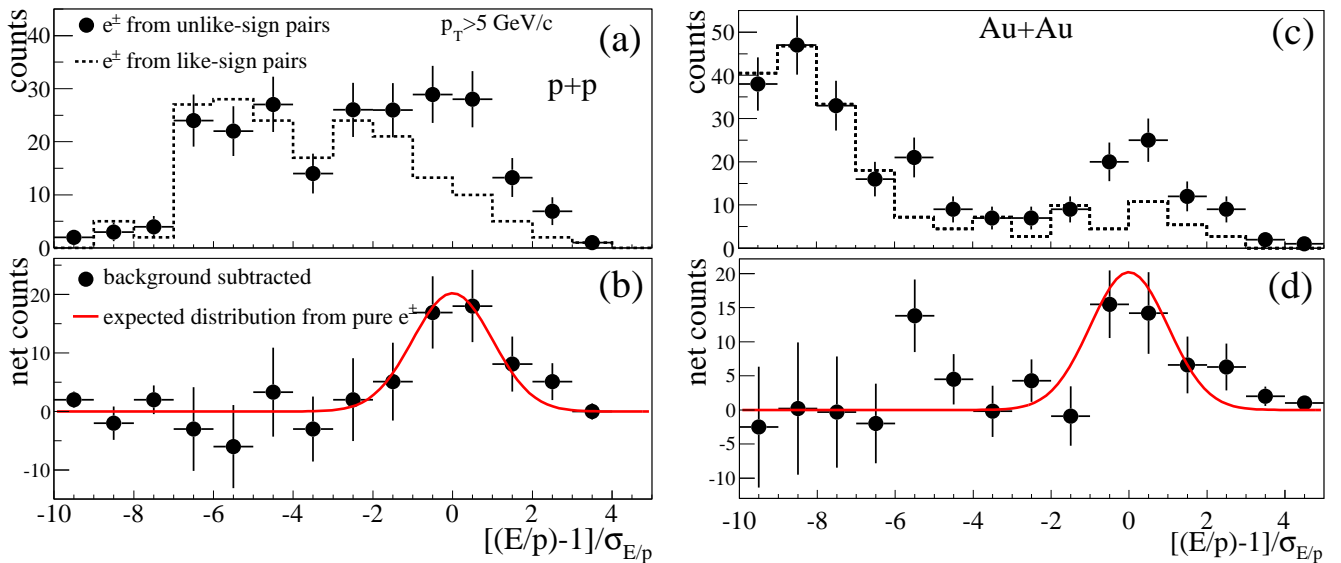 counts
40
30
20
10
0
e± from unlike-sign pairs
e± from like-sign pairs
p_T>5 GeV/c
(a)
p+p
net counts
20
10
0
-10
background subtracted
expected distribution from pure e±
(b)
-10 -8 -6 -4 -2 0 2 4
[(E/p)-1]/σ_E/p
counts
50
40
30
20
10
0
Au+Au
(c)
net counts
20
15
10
5
0
-5
-10
(d)
-10 -8 -6 -4 -2 0 2 4
[(E/p)-1]/σ_E/p